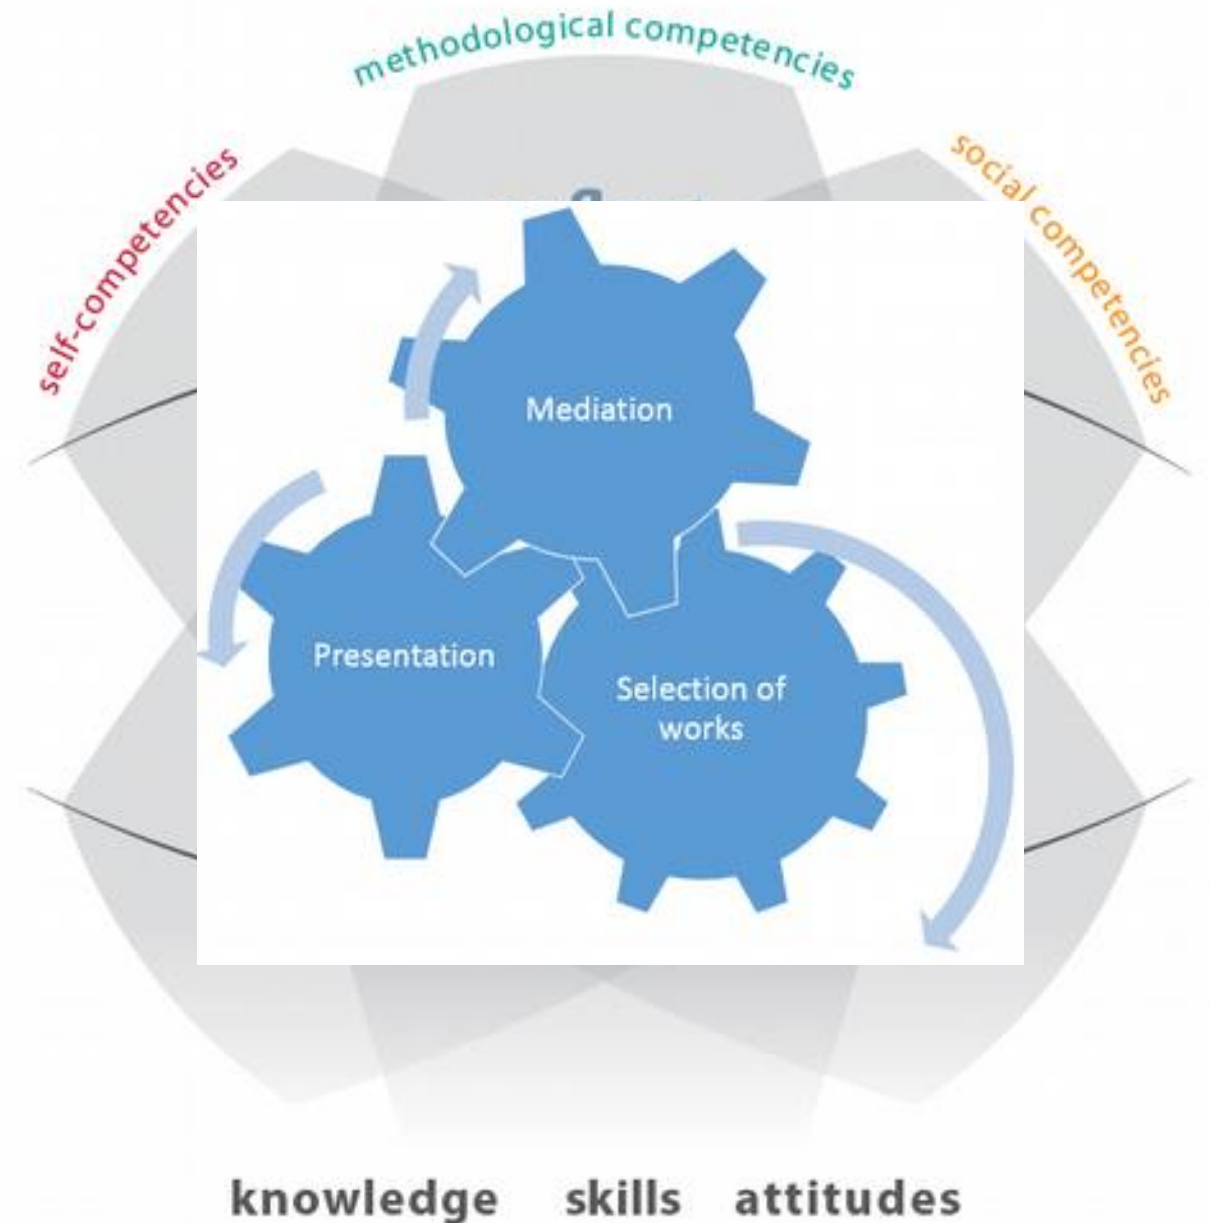 methodological competencies
self-competencies
social competencies
Mediation
Presentation
Selection of
works
knowledge skills attitudes